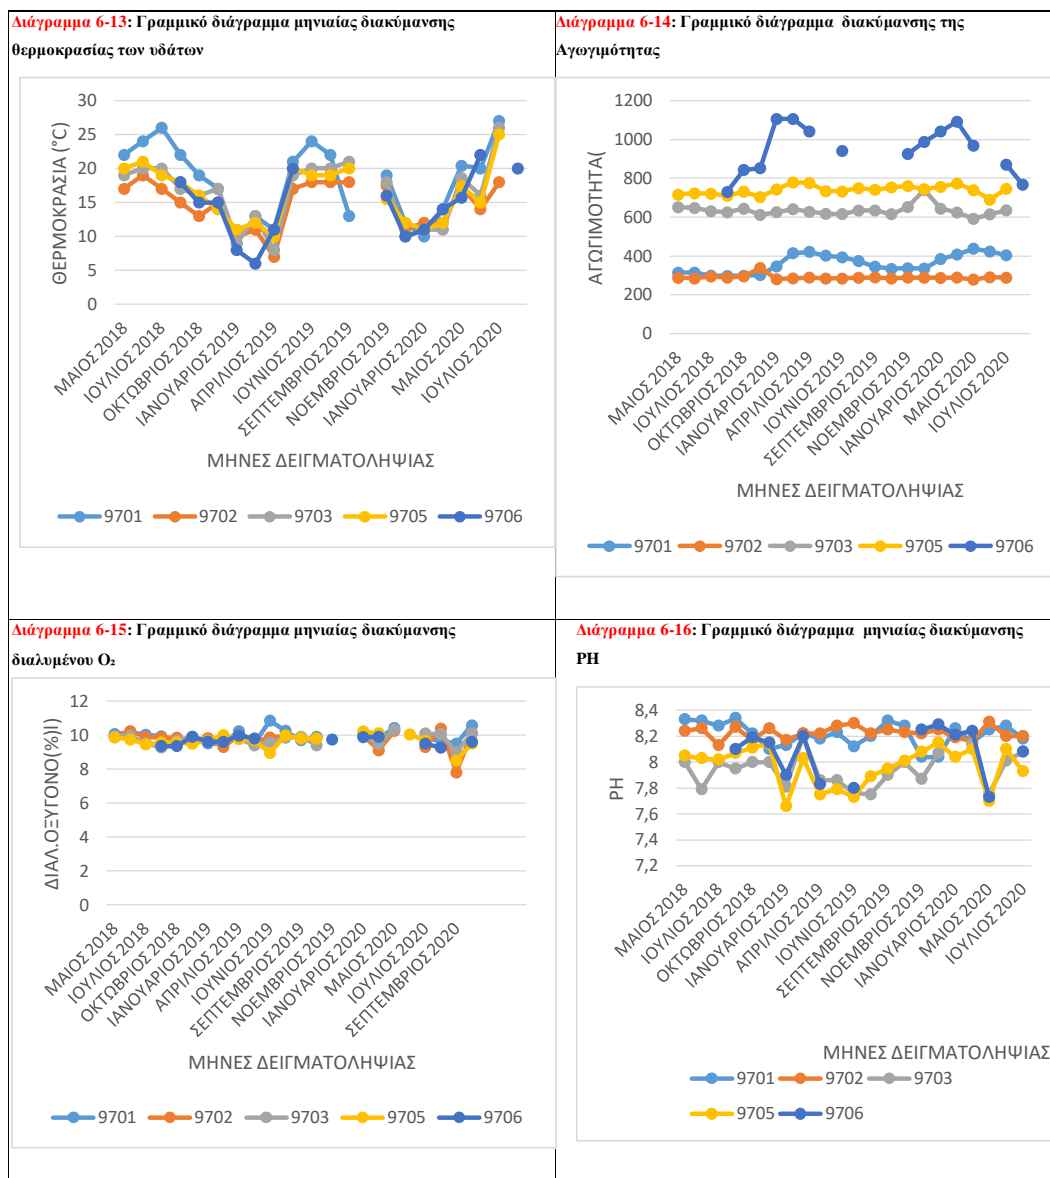 Διάγραμμα 6-13: Γραμμικό διάγραμμα μηνιαίας διακύμανσης
θερμοκρασίας των υδάτων
30
25
20
15
10
5
0
ΘΕΡΜΟΚΡΑΣΙΑ (°C)
ΜΑΙΟΣ 2018
ΙΟΥΛΙΟΣ 2018
ΟΚΤΩΒΡΙΟΣ 2018
ΙΑΝΟΥΑΡΙΟΣ 2019
ΑΠΡΙΛΙΟΣ 2019
ΙΟΥΝΙΟΣ 2019
ΣΕΠΤΕΜΒΡΙΟΣ 2019
ΝΟΕΜΒΡΙΟΣ 2019
ΙΑΝΟΥΑΡΙΟΣ 2020
ΜΑΙΟΣ 2020
ΙΟΥΛΙΟΣ 2020
ΜΗΝΕΣ ΔΕΙΓΜΑΤΟΛΗΨΙΑΣ
9701 9702 9703 9705 9706
Διάγραμμα 6-14: Γραμμικό διάγραμμα διακύμανσης της
Αγωγιμότητας
1200
1000
800
600
400
200
0
ΑΓΩΓΙΜΟΤΗΤΑ(
ΜΑΙΟΣ 2018
ΙΟΥΛΙΟΣ 2018
ΟΚΤΩΒΡΙΟΣ 2018
ΙΑΝΟΥΑΡΙΟΣ 2019
ΑΠΡΙΛΙΟΣ 2019
ΙΟΥΝΙΟΣ 2019
ΣΕΠΤΕΜΒΡΙΟΣ 2019
ΝΟΕΜΒΡΙΟΣ 2019
ΙΑΝΟΥΑΡΙΟΣ 2020
ΜΑΙΟΣ 2020
ΙΟΥΛΙΟΣ 2020
ΜΗΝΕΣ ΔΕΙΓΜΑΤΟΛΗΨΙΑΣ
9701 9702 9703 9705 9706
Διάγραμμα 6-15: Γραμμικό διάγραμμα μηνιαίας διακύμανσης
διαλυμένου O₂
12
10
8
6
4
2
0
ΔΙΑΛ.ΟΞΥΓΟΝΟ(%)Ι)
ΜΑΙΟΣ 2018
ΙΟΥΛΙΟΣ 2018
ΟΚΤΩΒΡΙΟΣ 2018
ΙΑΝΟΥΑΡΙΟΣ 2019
ΑΠΡΙΛΙΟΣ 2019
ΙΟΥΝΙΟΣ 2019
ΣΕΠΤΕΜΒΡΙΟΣ 2019
ΝΟΕΜΒΡΙΟΣ 2019
ΙΑΝΟΥΑΡΙΟΣ 2020
ΜΑΙΟΣ 2020
ΙΟΥΛΙΟΣ 2020
ΣΕΠΤΕΜΒΡΙΟΣ 2020
ΜΗΝΕΣ ΔΕΙΓΜΑΤΟΛΗΨΙΑΣ
9701 9702 9703 9705 9706
Διάγραμμα 6-16: Γραμμικό διάγραμμα μηνιαίας διακύμανσης
PH
8,4
8,2
8
7,8
7,6
7,4
7,2
PH
ΜΑΙΟΣ 2018
ΙΟΥΛΙΟΣ 2018
ΟΚΤΩΒΡΙΟΣ 2018
ΙΑΝΟΥΑΡΙΟΣ 2019
ΑΠΡΙΛΙΟΣ 2019
ΙΟΥΝΙΟΣ 2019
ΣΕΠΤΕΜΒΡΙΟΣ 2019
ΝΟΕΜΒΡΙΟΣ 2019
ΙΑΝΟΥΑΡΙΟΣ 2020
ΜΑΙΟΣ 2020
ΙΟΥΛΙΟΣ 2020
ΜΗΝΕΣ ΔΕΙΓΜΑΤΟΛΗΨΙΑΣ
9701 9702 9703
9705 9706